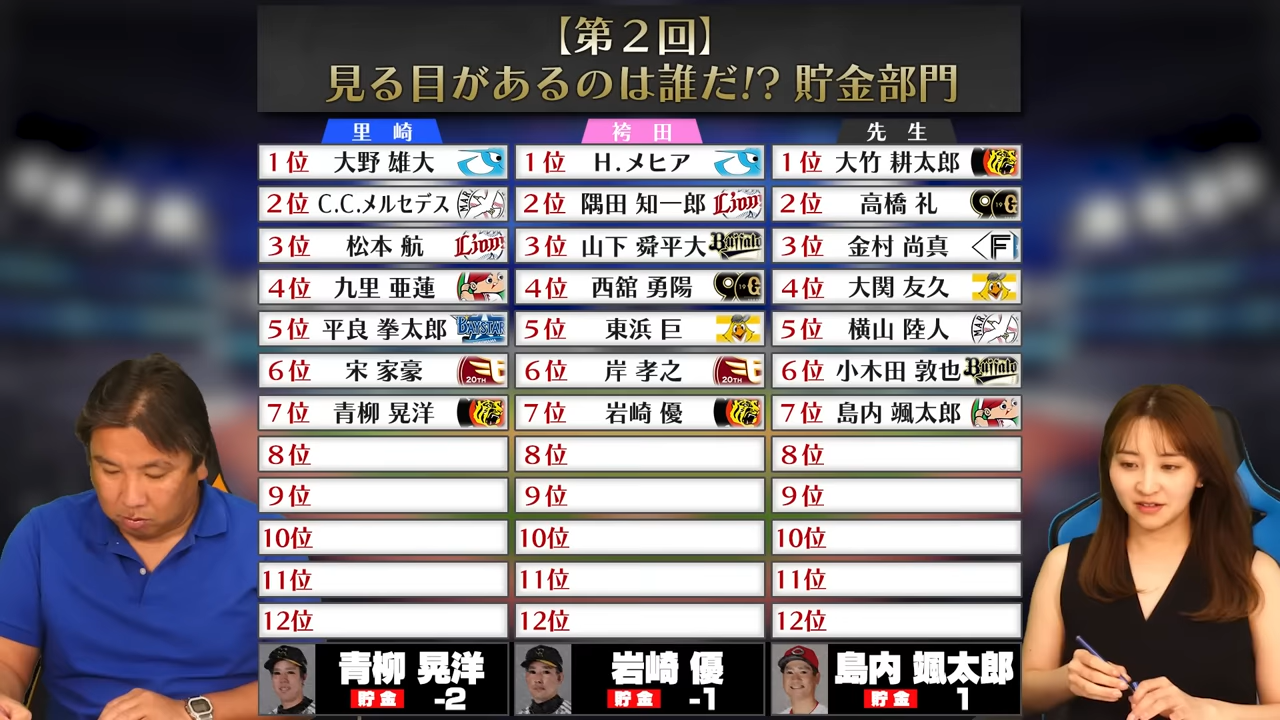 【第2回】
見る目があるのは誰だ!? 貯金部門
里崎
袴田
先生
1位 大野 雄大
1位 H.メヒア
1位 大竹 耕太郎
2位 C.C.メルセデス
2位 隅田 知一郎 Lions
2位 高橋 礼
3位 松本 航 Lions
3位 山下 舜平大 Buffalo
3位 金村 尚真 F
4位 九里 亜蓮
4位 西舘 勇陽
4位 大関 友久
5位 平良 拳太郎 BAYSTAR
5位 東浜 巨
5位 横山 陸人
6位 宋 家豪 20TH
6位 岸 孝之 20TH
6位 小木田 敦也 Buffalo
7位 青柳 晃洋
7位 岩崎 優
7位 島内 颯太郎
8位
8位
8位
9位
9位
9位
10位
10位
10位
11位
11位
11位
12位
12位
12位
青柳 晃洋
貯金 -2
岩崎 優
貯金 -1
島内 颯太郎
貯金 1